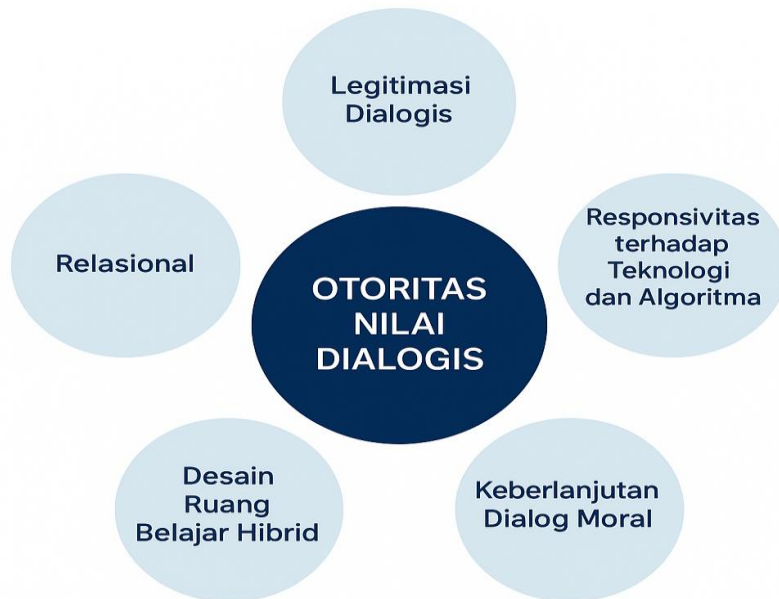 Legitimasi
Dialogis
Relasional
Responsivitas
terhadap
Teknologi
dan Algoritma
OTORITAS
NILAI
DIALOGIS
Desain
Ruang
Belajar Hibrid
Keberlanjutan
Dialog Moral